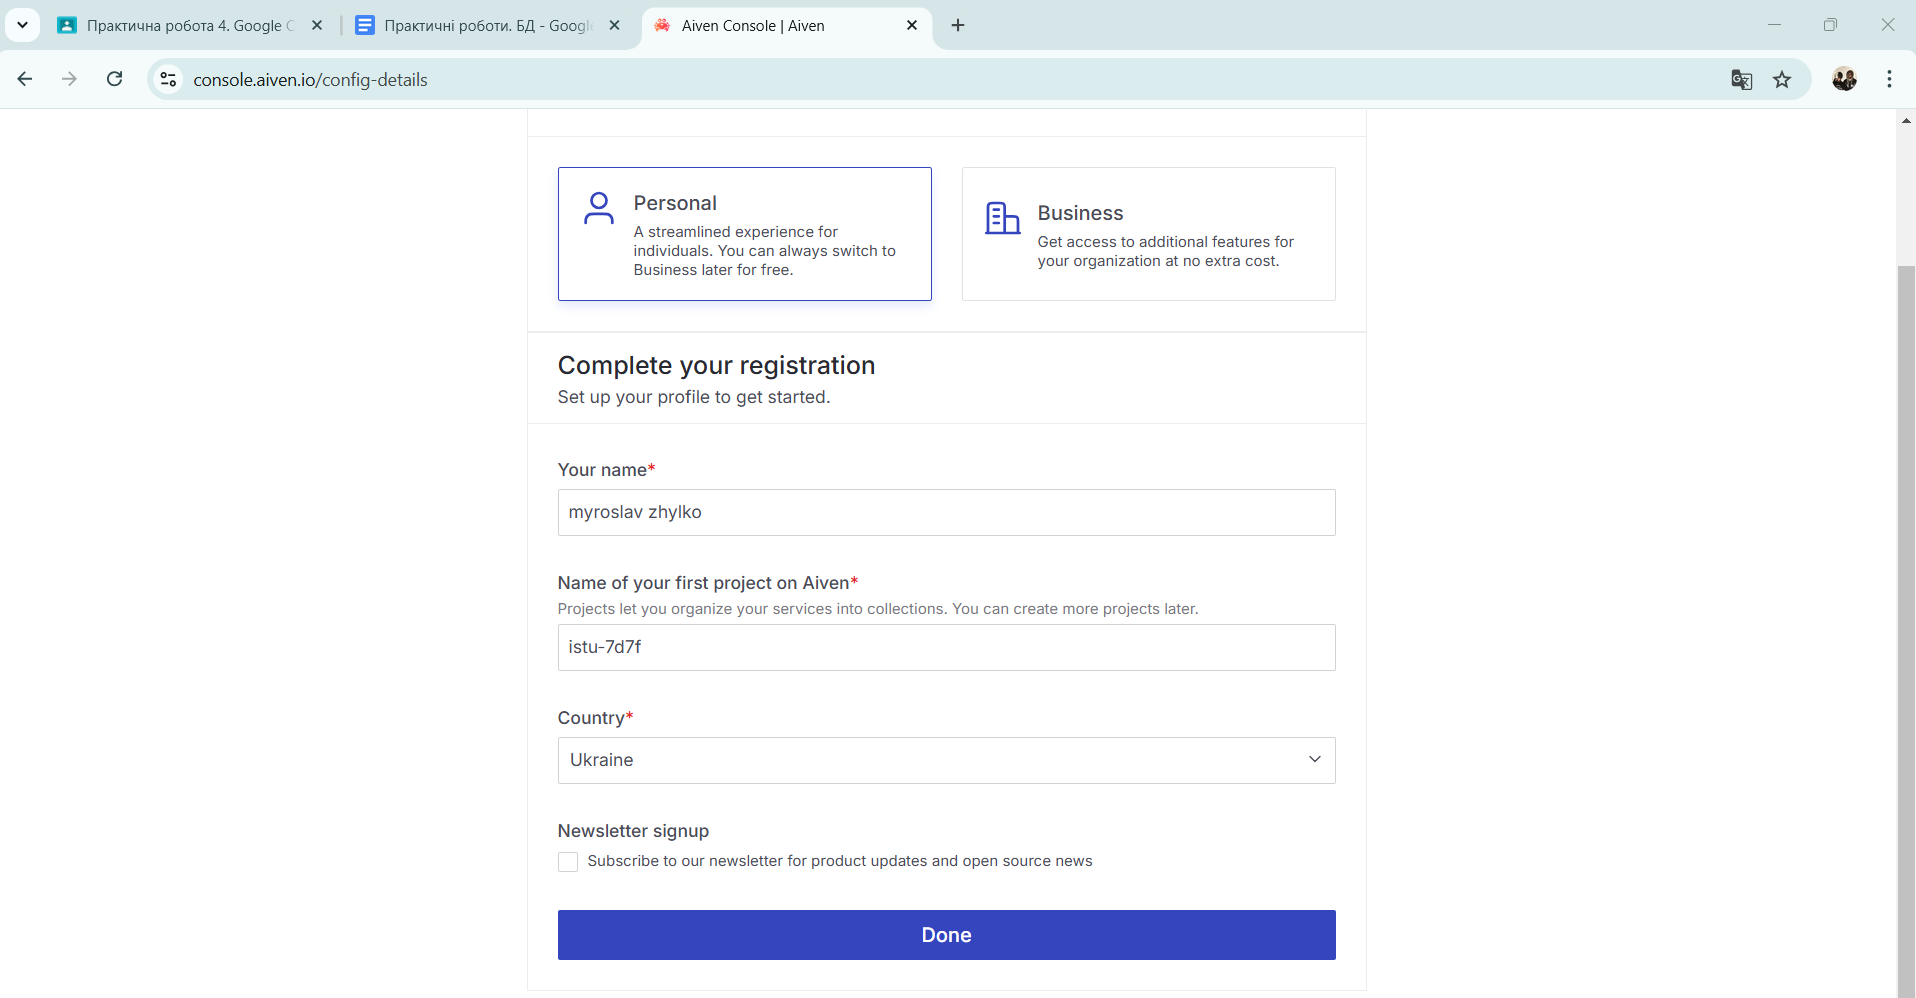 Практична робота 4. Google C
Практичні роботи. БД - Google
Aiven Console | Aiven
console.aiven.io/config-details
Personal
A streamlined experience for
individuals. You can always switch to
Business later for free.
Business
Get access to additional features for
your organization at no extra cost.
Complete your registration
Set up your profile to get started.
Your name*
myroslav zhylko
Name of your first project on Aiven*
Projects let you organize your services into collections. You can create more projects later.
istu-7d7f
Country*
Ukraine
Newsletter signup
Subscribe to our newsletter for product updates and open source news
Done